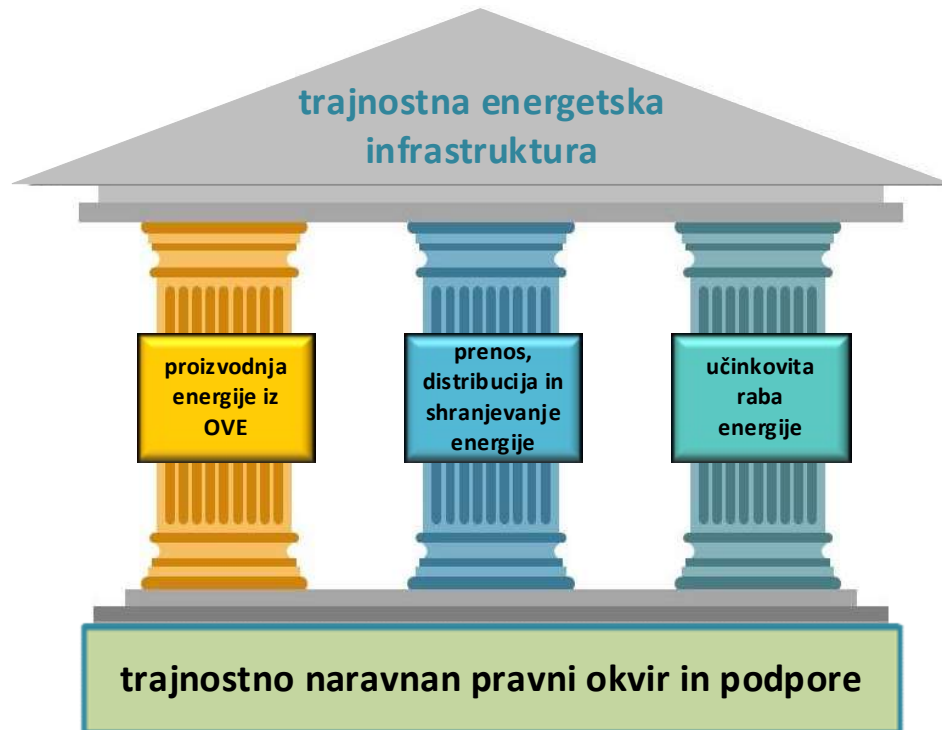 trajnostna energetska
infrastruktura
proizvodnja
energije iz
OVE
prenos,
distribucija in
shranjevanje
energije
učinkovita
raba
energije
trajnostno naravnan pravni okvir in podpore